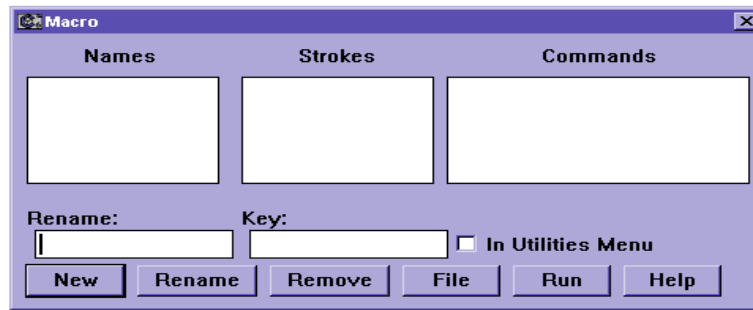 Macro
Names Strokes Commands
Rename: Key:
In Utilities Menu
New Rename Remove File Run Help